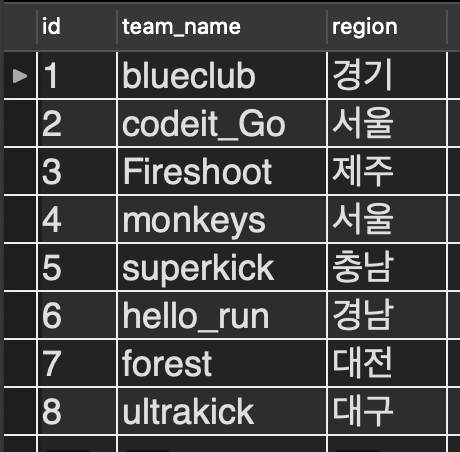 id team_name region
1 blueclub 경기
2 codeit_Go 서울
3 Fireshoot 제주
4 monkeys 서울
5 superkick 충남
6 hello_run 경남
7 forest 대전
8 ultrakick 대구